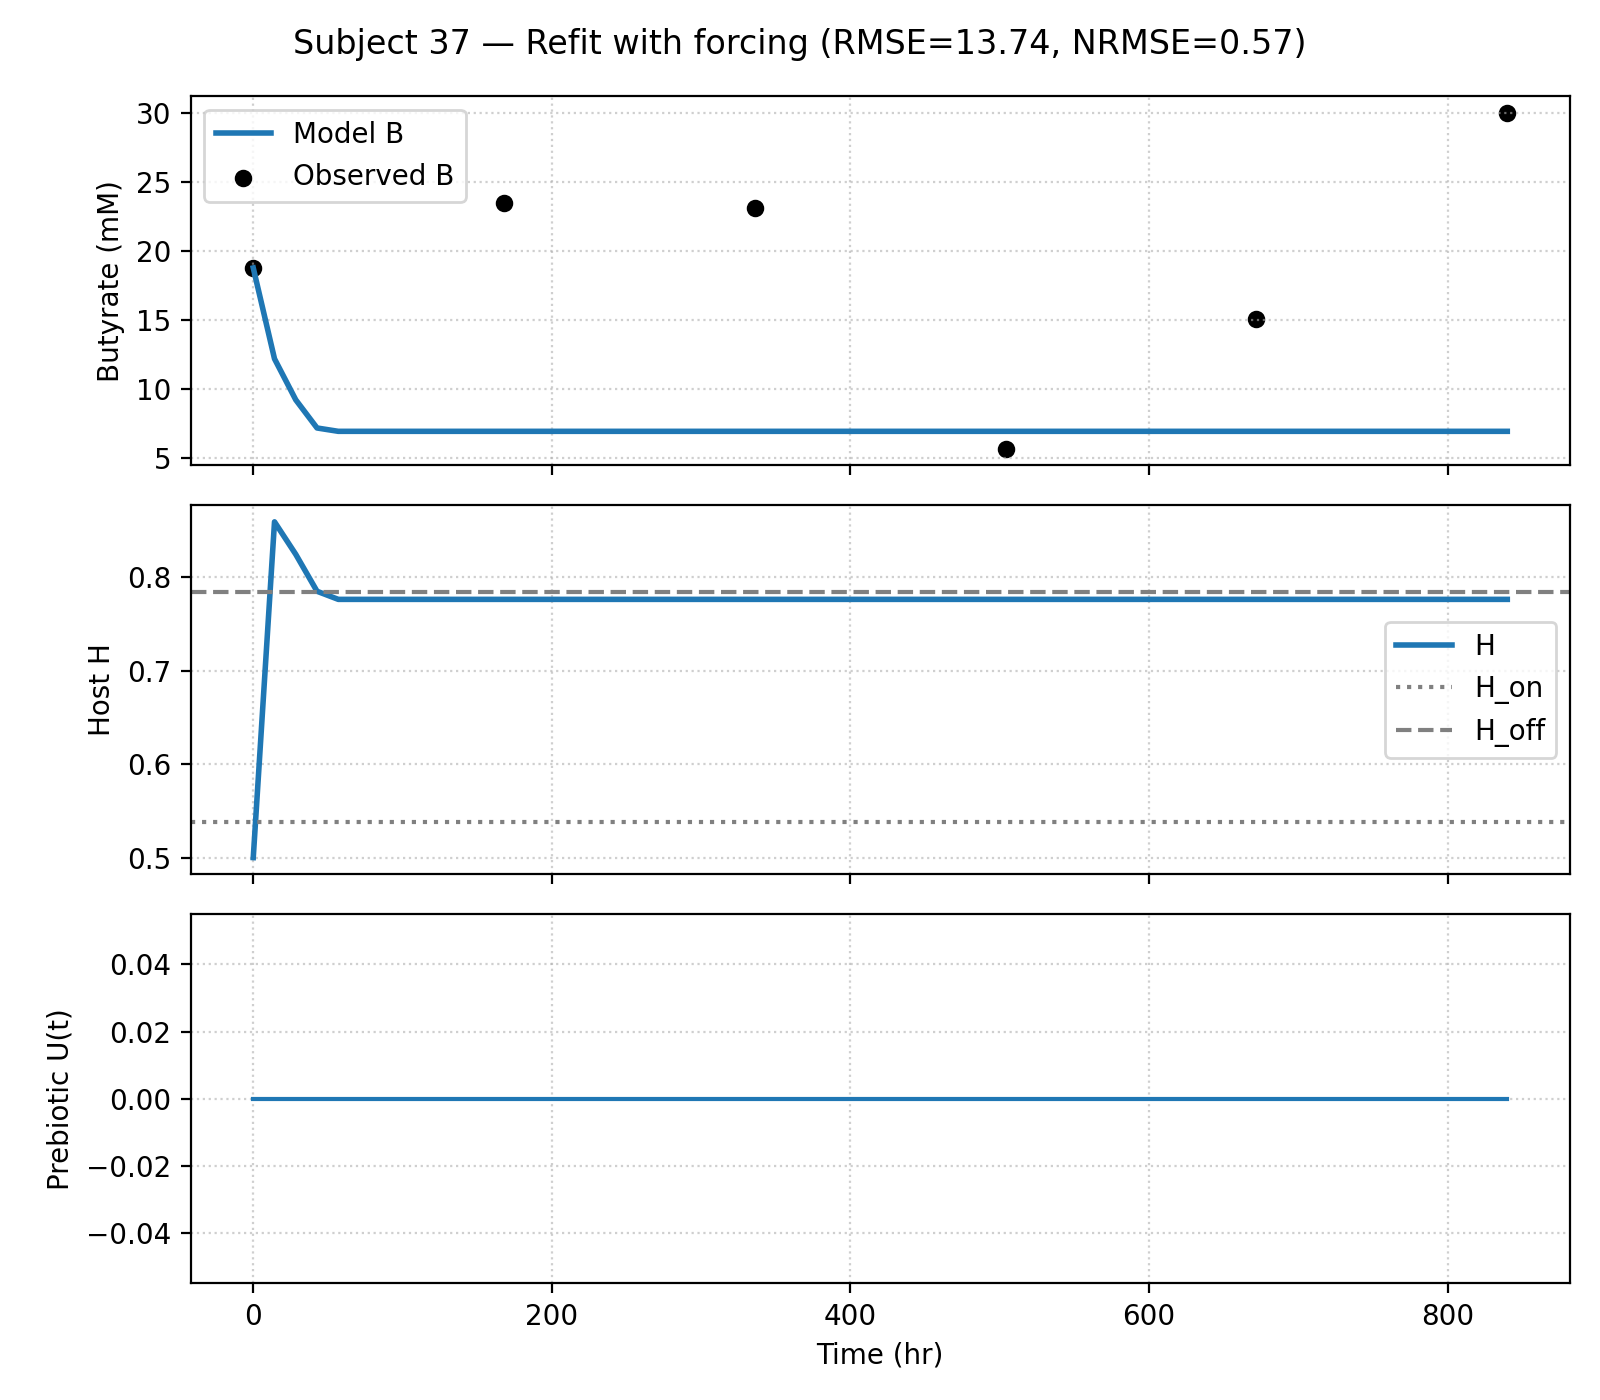 Subject 37 — Refit with forcing (RMSE=13.74, NRMSE=0.57)
Butyrate (mM)
30
25
20
15
10
5
Model B
Observed B
Host H
0.8
0.7
0.6
0.5
H
H_on
H_off
Prebiotic U(t)
0.04
0.02
0.00
−0.02
−0.04
0 200 400 600 800
Time (hr)